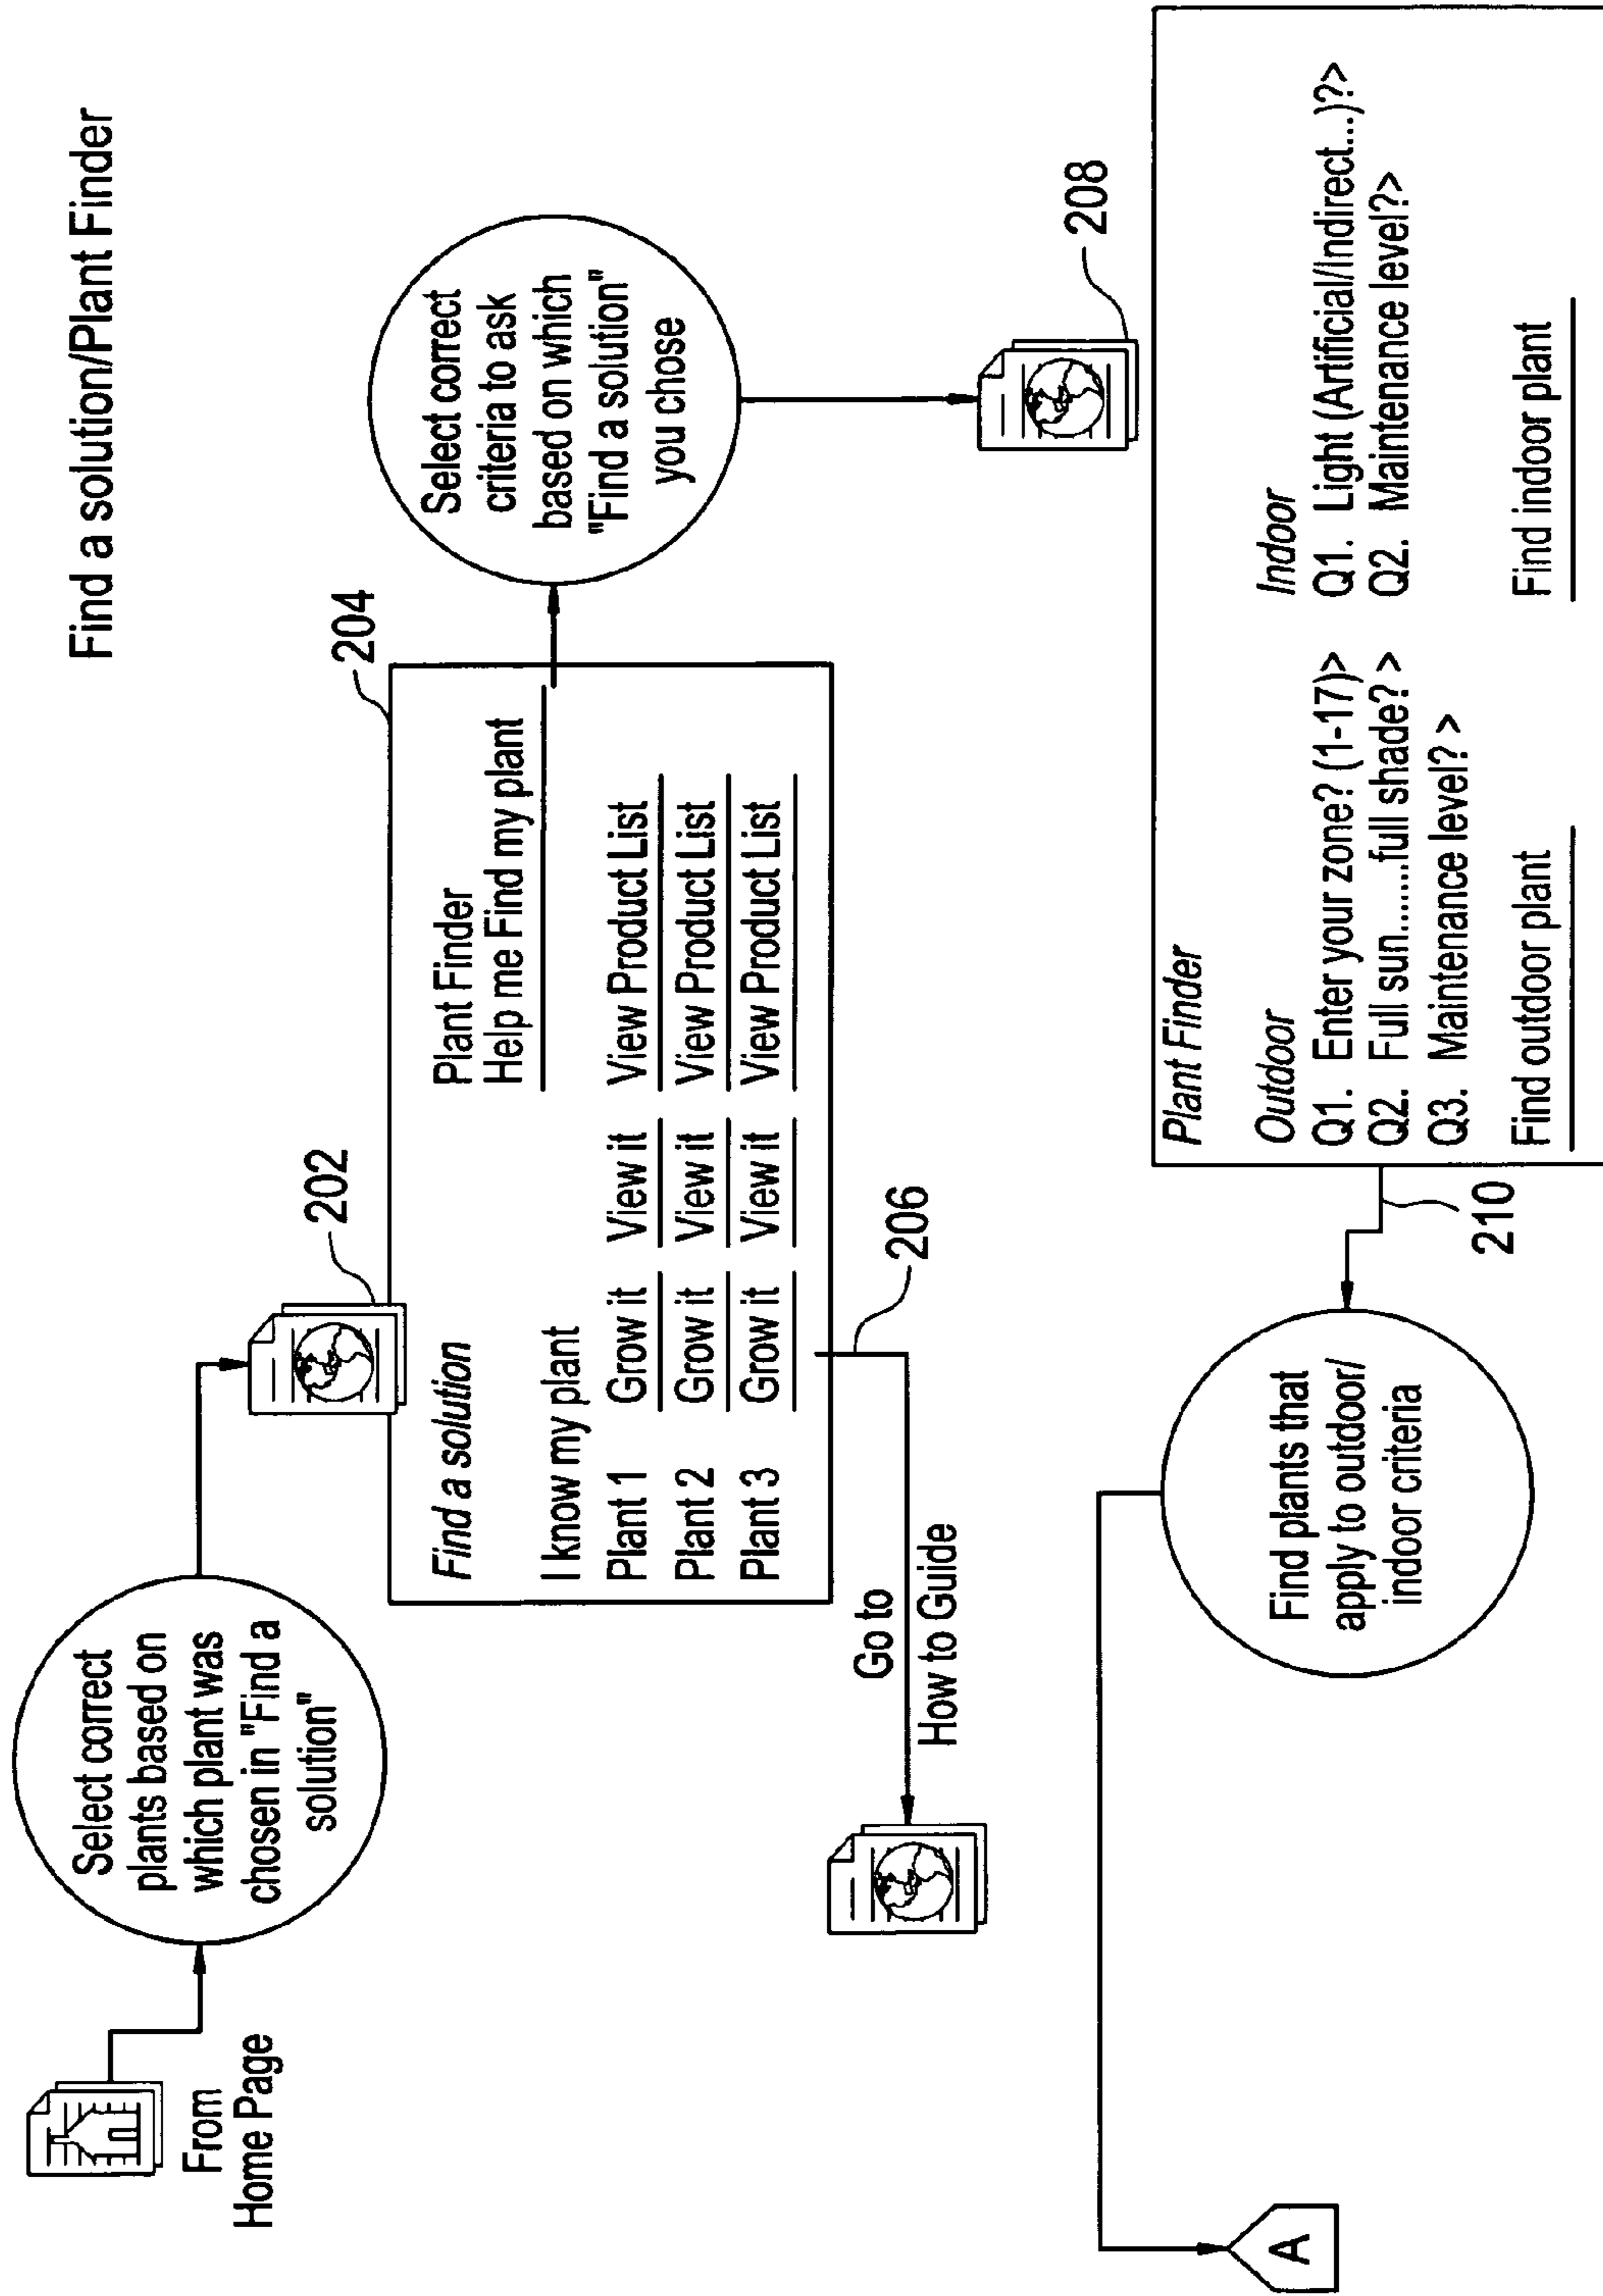 Find a solution/Plant Finder
From
Home Page
Select correct
plants based on
which plant was
chosen in "Find a
solution"
202
204
Find a solution
Plant Finder
I know my plant
Help me Find my plant
Plant 1 Grow it View it View Product List
Plant 2 Grow it View it View Product List
Plant 3 Grow it View it View Product List
Select correct
criteria to ask
based on which
"Find a solution"
you chose
206
Go to
How to Guide
208
Plant Finder
Outdoor
Q1. Enter your zone? (1-17)>
Q2. Full sun........full shade? >
Q3. Maintenance level? >
Find outdoor plant
Indoor
Q1. Light (Artificial/Indirect...)?>
Q2. Maintenance level?>
Find indoor plant
210
Find plants that
apply to outdoor/
indoor criteria
A